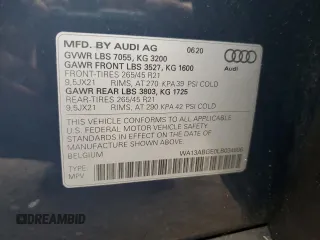 MFD. BY AUDI AG 06.20
GVWR LBS 7055, KG 3200
GAWR FRONT LBS 3527, KG 1600
FRONT-TIRES 265/45 R21
9,5JX21 RIMS, AT 270 KPA 39 PSI COLD
GAWR REAR LBS 3803, KG 1725
REAR-TIRES 265/45 R21
9,5JX21 RIMS, AT 290 KPA 42 PSI COLD
Audi
THIS VEHICLE CONFORMS TO ALL APPLICABLE
U.S. FEDERAL MOTOR VEHICLE SAFETY
STANDARDS IN EFFECT ON THE DATE OF
MANUFACTURE SHOWN ABOVE.
BELGIUM
TYPE:
MPV
© DREAMBID